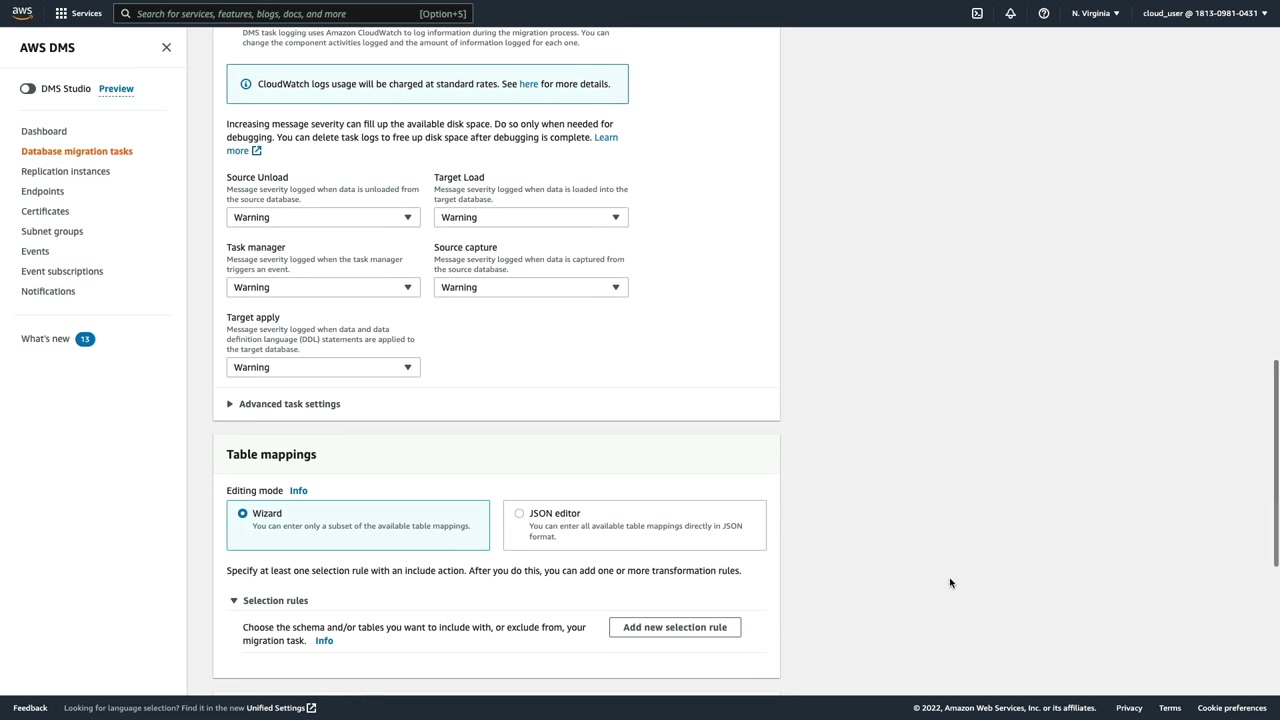 aws
Services
Search for services, features, blogs, docs, and more
[Option+S]
N. Virginia
cloud_user @ 1813-0981-0431
AWS DMS
DMS Studio
Preview
Dashboard
Database migration tasks
Replication instances
Endpoints
Certificates
Subnet groups
Events
Event subscriptions
Notifications
What's new
13
DMS task logging uses Amazon CloudWatch to log information during the migration process. You can
change the component activities logged and the amount of information logged for each one.
CloudWatch logs usage will be charged at standard rates. See here for more details.
Increasing message severity can fill up the available disk space. Do so only when needed for
debugging. You can delete task logs to free up disk space after debugging is complete. Learn
more
Source Unload
Message severity logged when data is unloaded from
the source database.
Warning
Target Load
Message severity logged when data is loaded into the
target database.
Warning
Task manager
Message severity logged when the task manager
triggers an event.
Warning
Source capture
Message severity logged when data is captured from
the source database.
Warning
Target apply
Message severity logged when data and data
definition language (DDL) statements are applied to
the target database.
Warning
Advanced task settings
Table mappings
Editing mode Info
Wizard
You can enter only a subset of the available table mappings.
JSON editor
You can enter all available table mappings directly in JSON
format.
Specify at least one selection rule with an include action. After you do this, you can add one or more transformation rules.
Selection rules
Choose the schema and/or tables you want to include with, or exclude from, your
migration task. Info
Add new selection rule
Feedback
Looking for language selection? Find it in the new Unified Settings
© 2022, Amazon Web Services, Inc. or its affiliates.
Privacy
Terms
Cookie preferences